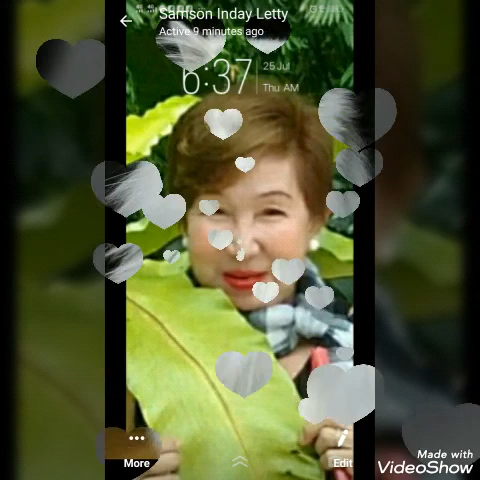 Samson Inday Letty
Active 9 minutes ago
6:37
25 Jul
Thu AM
More
Edit
Made with
VideoShow